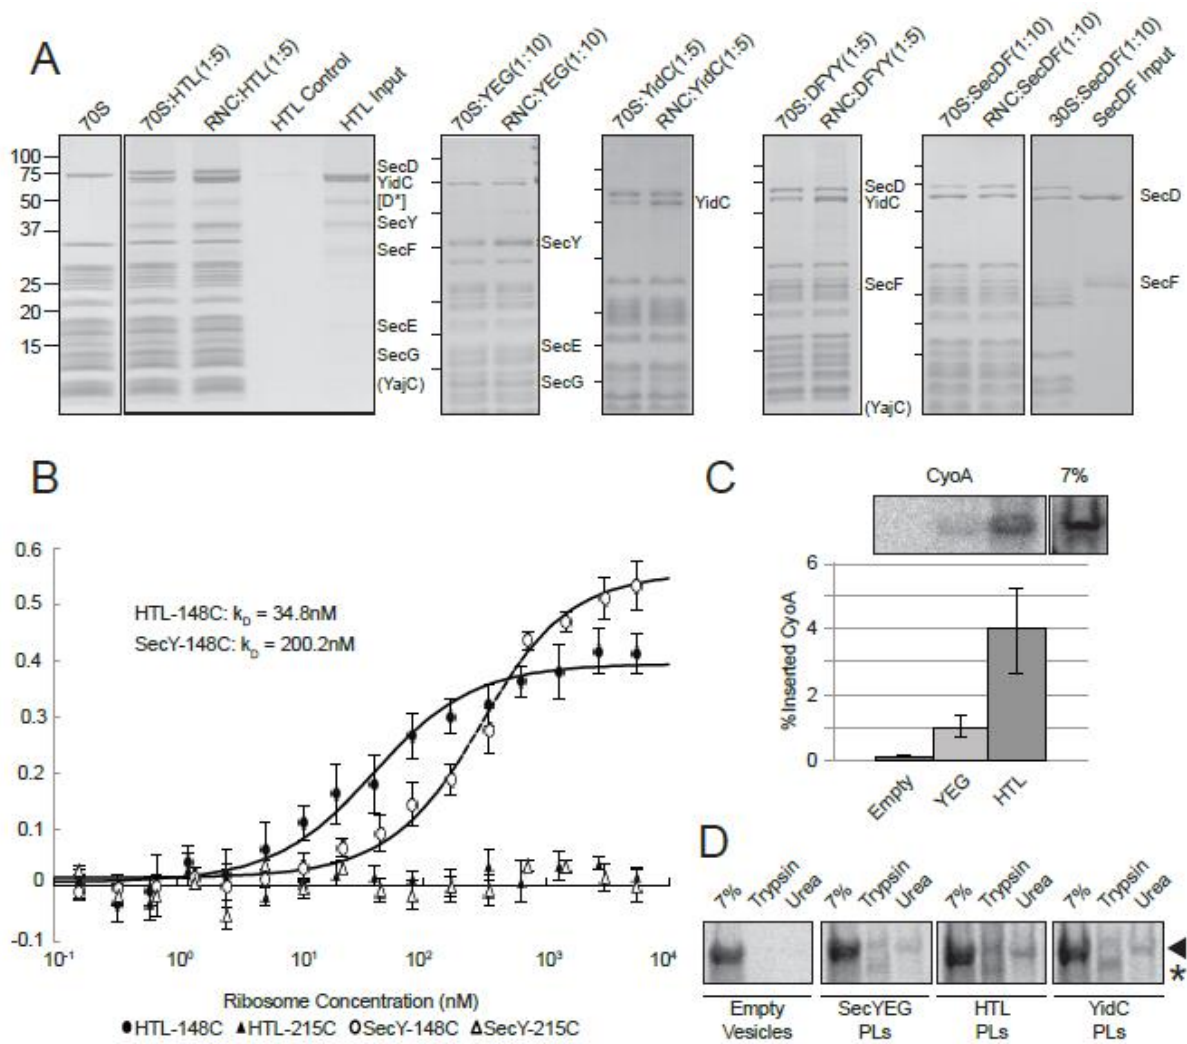 A
70S
70S:HTL(1:5)
RNC:HTL(1:5)
HTL Control
HTL Input
70S:YEG(1:10)
RNC:YEG(1:10)
70S:YidC(1:5)
RNC:YidC(1:5)
70S:DFYY(1:5)
RNC:DFYY(1:5)
70S:SecDF(1:10)
RNC:SecDF(1:10)
30S:SecDF(1:10)
SecDF Input
100
75
50
37
25
20
15
SecD
YidC
[D*]
SecY
SecF
SecE
SecG
(YajC)
SecY
SecE
SecG
YidC
SecD
YidC
SecF
(YajC)
SecD
SecF
B
0.6
0.5
0.4
0.3
0.2
0.1
0
-0.1
HTL-148C: kD = 34.8nM
SecY-148C: kD = 200.2nM
10-1 100 101 102 103 104
Ribosome Concentration (nM)
HTL-148C HTL-215C SecY-148C SecY-215C
C
CyoA 7%
% Inserted CyoA
6
4
2
0
Empty YEG HTL
D
7% Trypsin Urea 7% Trypsin Urea 7% Trypsin Urea 7% Trypsin Urea
*
Empty Vesicles
SecYEG PLs
HTL PLs
YidC PLs